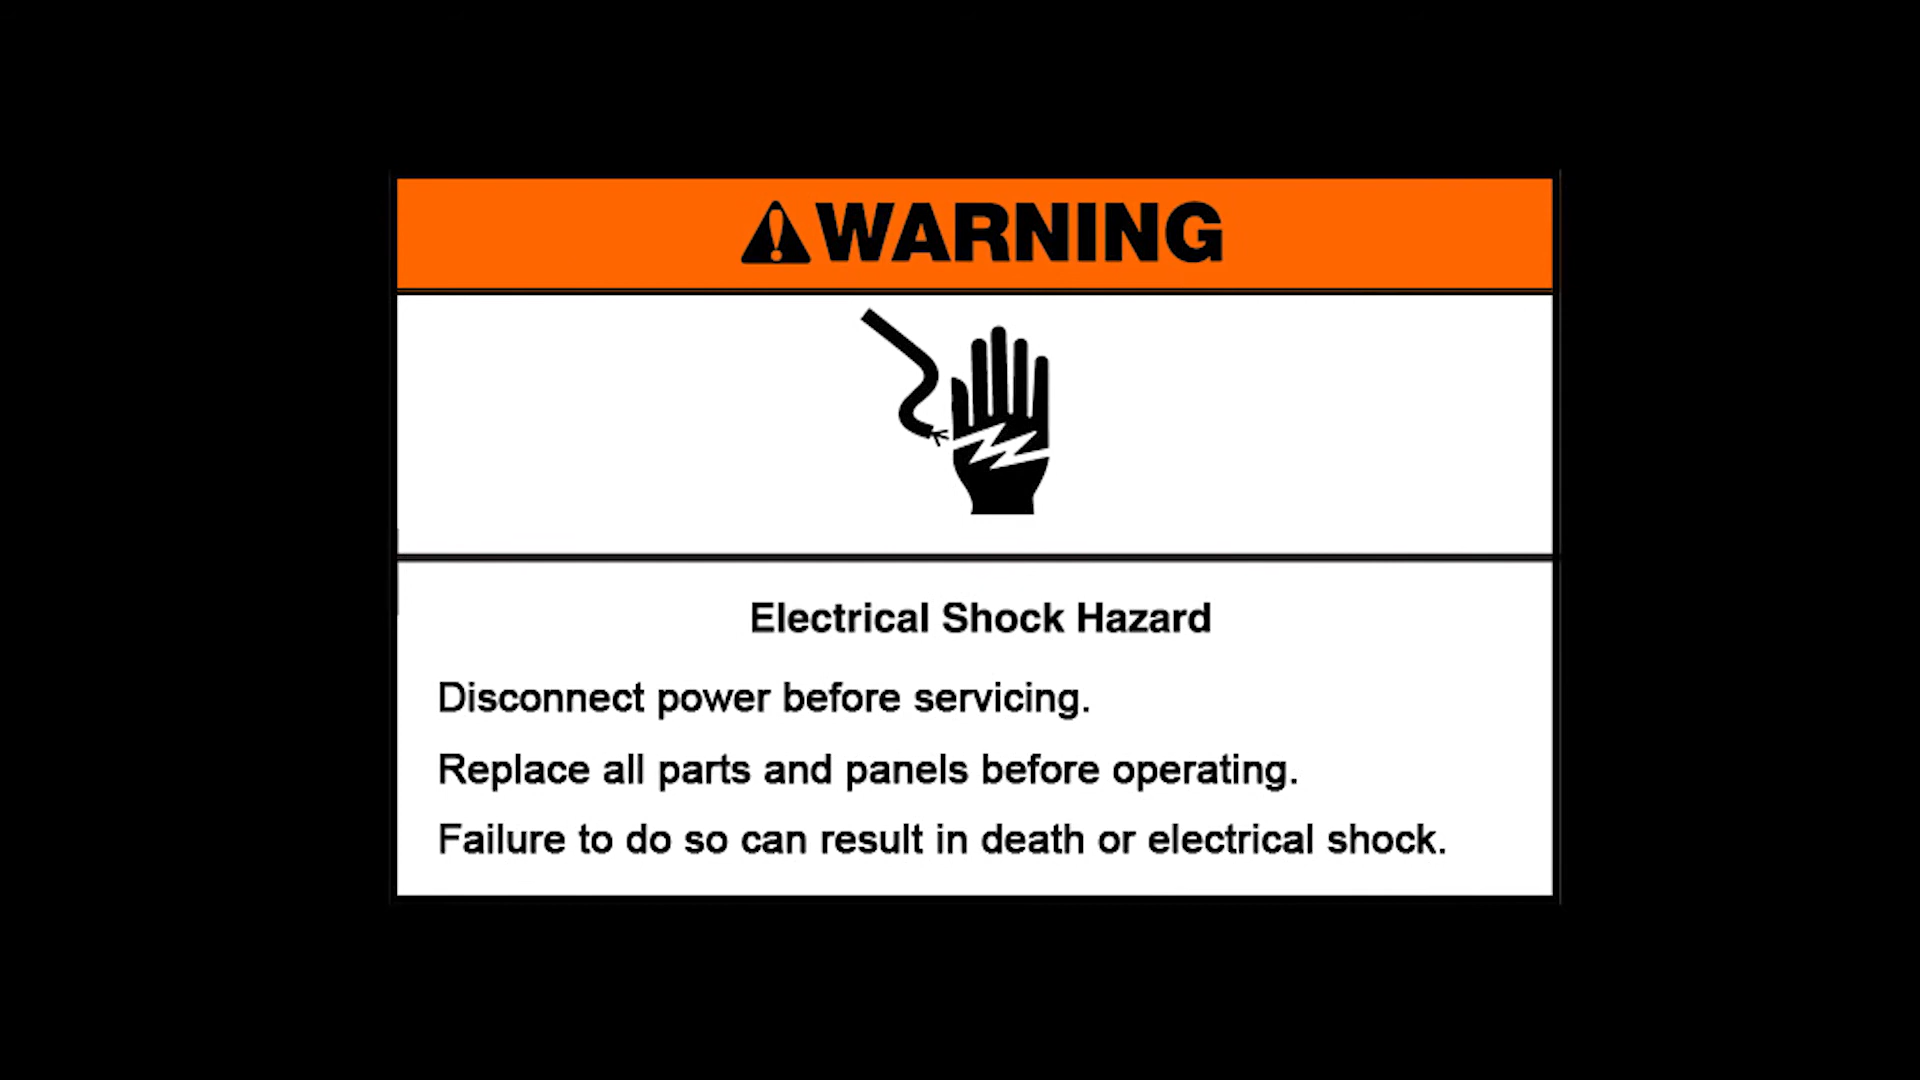 WARNING
Electrical Shock Hazard
Disconnect power before servicing.
Replace all parts and panels before operating.
Failure to do so can result in death or electrical shock.